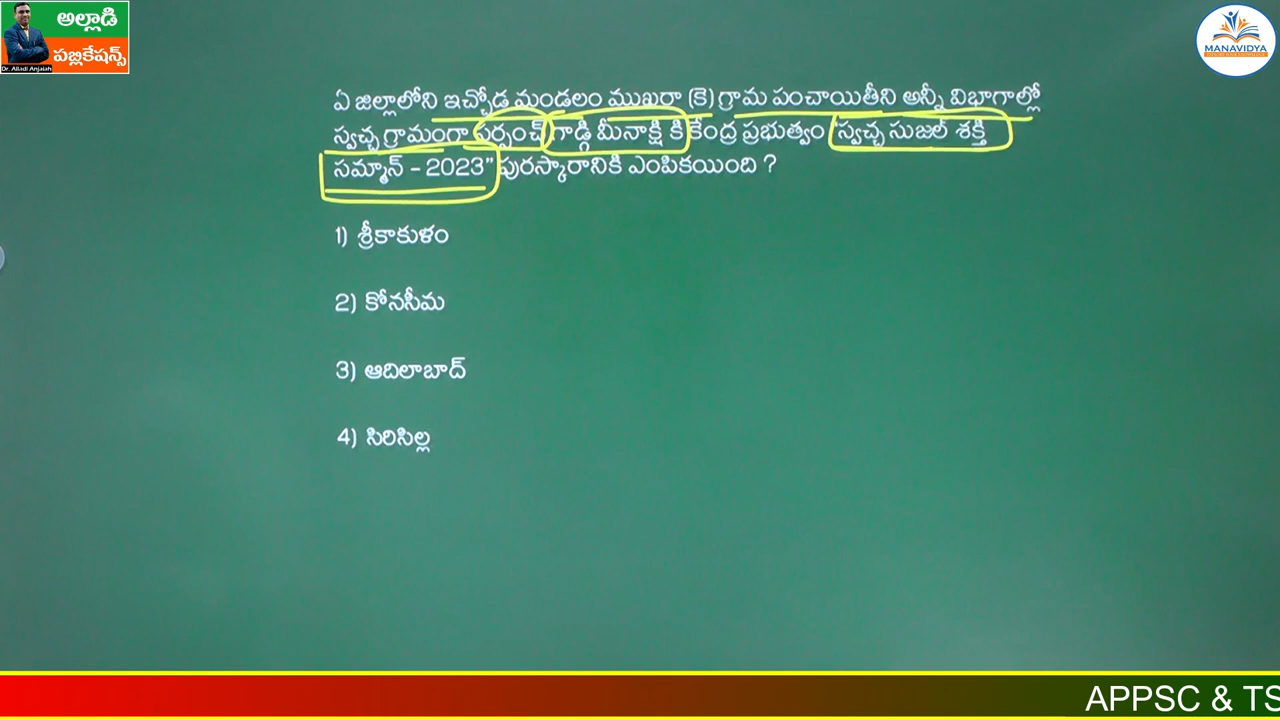 అల్లాడి
పబ్లికేషన్స్
Dr. Alladi Anjaiah
MANAVIDYA
ఏ జిల్లాలోని ఇచ్చోడ మండలం ముఖరా (కె) గ్రామ పంచాయితీని అన్నీ విభాగాల్లో
స్వచ్ఛ గ్రామంగా సర్పంచ్ గాడ్గి మీనాక్షి కి కేంద్ర ప్రభుత్వం "స్వచ్ఛ సుజల్ శక్తి
సమ్మాన్ – 2023" పురస్కారానికి ఎంపికయింది ?
1) శ్రీకాకుళం
2) కోనసీమ
3) ఆదిలాబాద్
4) సిరిసిల్ల
APPSC & TS